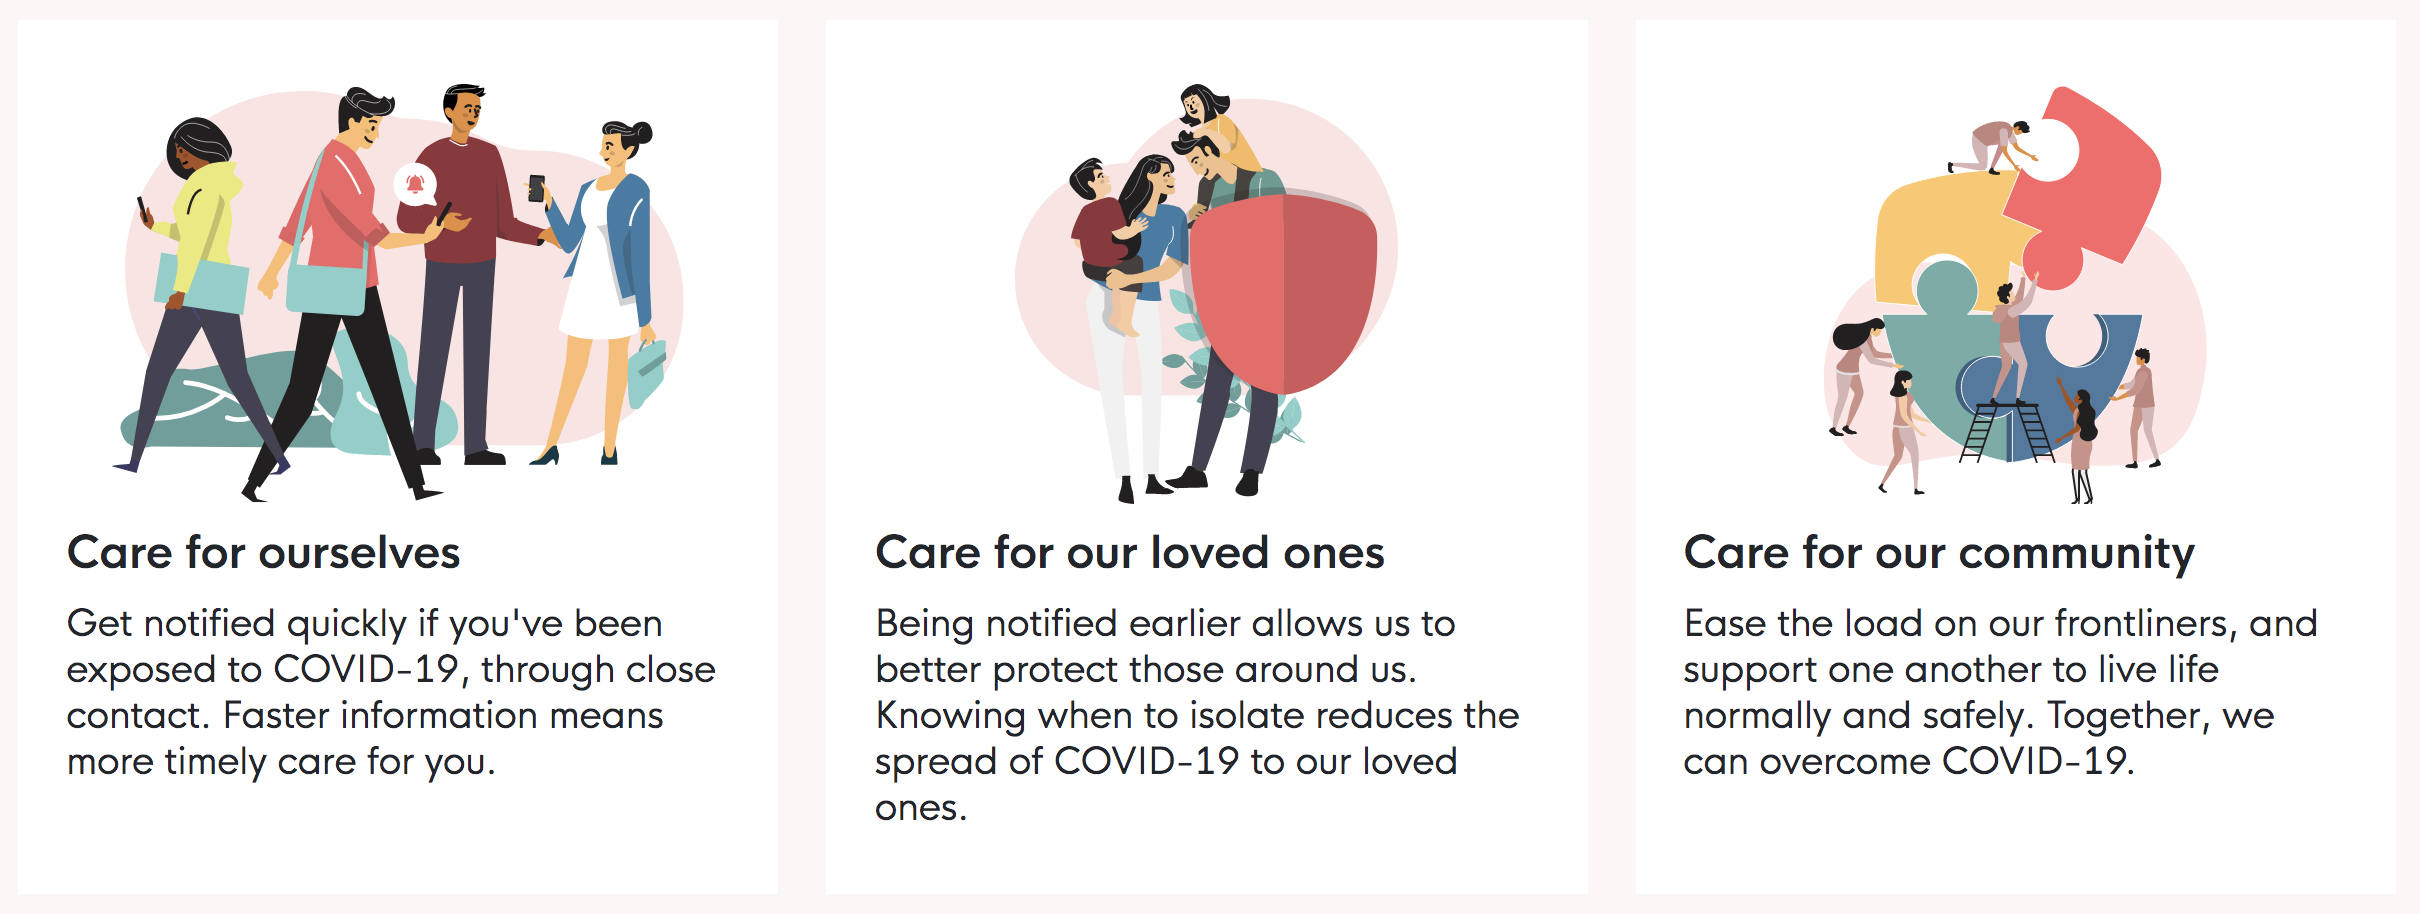 Care for ourselves
Get notified quickly if you've been
exposed to COVID-19, through close
contact. Faster information means
more timely care for you.
Care for our loved ones
Being notified earlier allows us to
better protect those around us.
Knowing when to isolate reduces the
spread of COVID-19 to our loved
ones.
Care for our community
Ease the load on our frontliners, and
support one another to live life
normally and safely. Together, we
can overcome COVID-19.